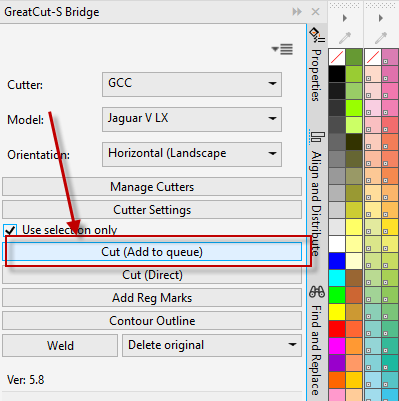 GreatCut-S Bridge
Cutter:
GCC
Model:
Jaguar V LX
Orientation:
Horizontal (Landscape
Manage Cutters
Cutter Settings
Use selection only
Cut (Add to queue)
Cut (Direct)
Add Reg Marks
Contour Outline
Weld
Delete original
Ver: 5.8
Properties
Align and Distribute
Find and Replace